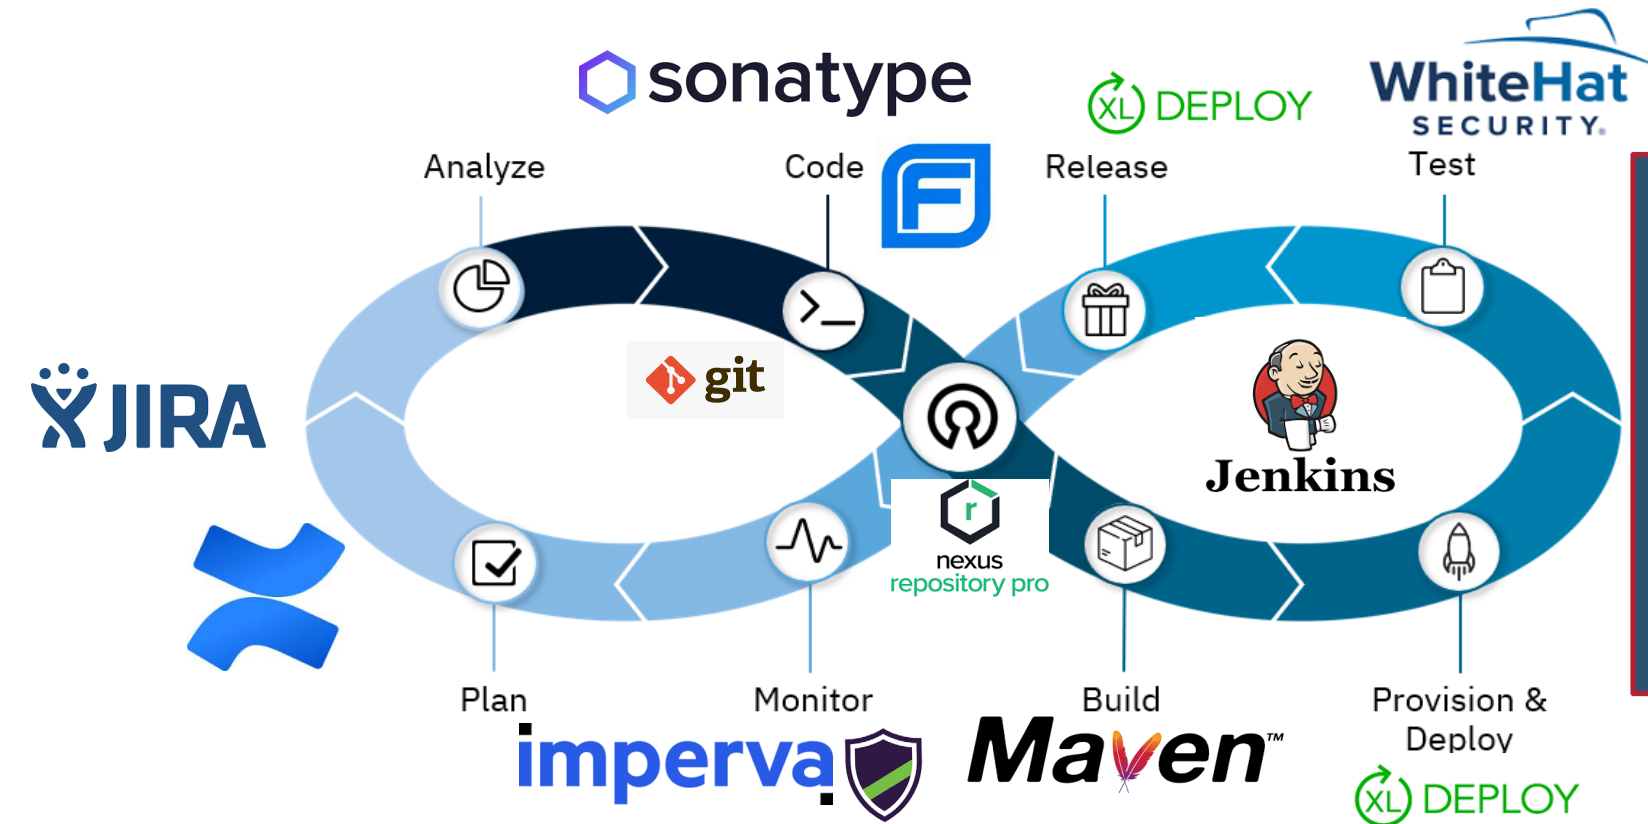 sonatype
XL DEPLOY
WhiteHat
SECURITY®
Analyze
Code
F
Release
Test
git
JIRA
Jenkins
r
nexus
repository pro
Plan
Monitor
Build
Provision &
Deploy
imperva
Maven™
XL DEPLOY